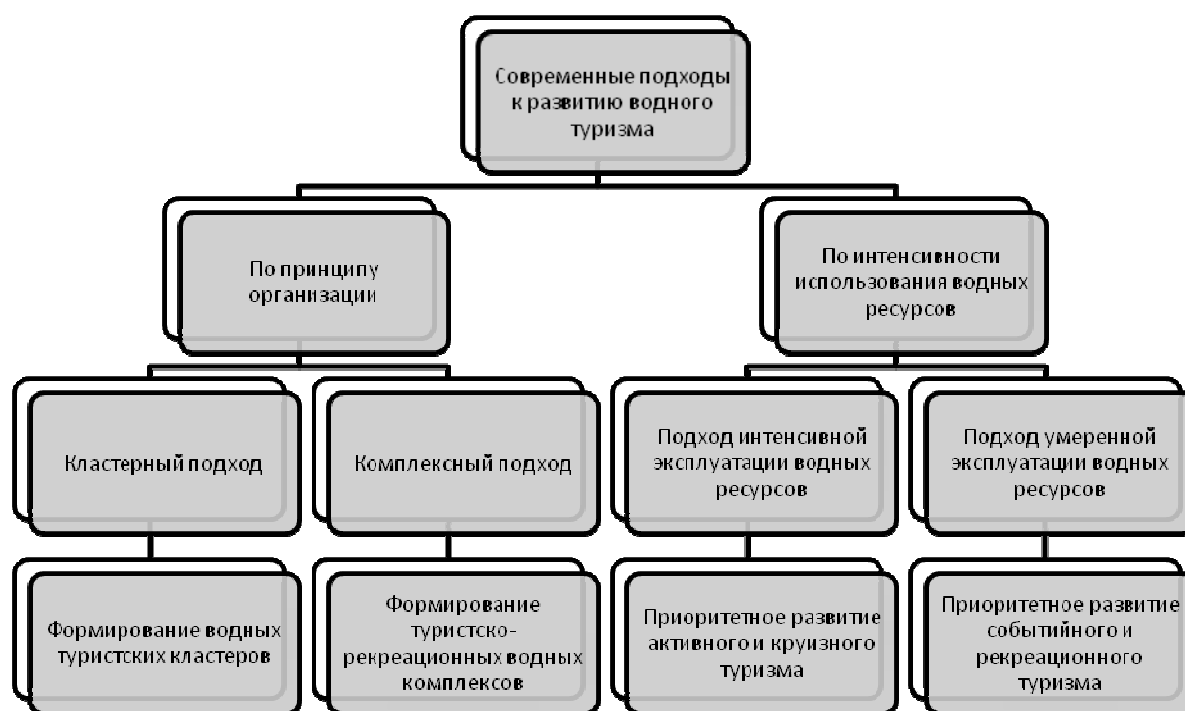 Современные подходы
к развитию водного
туризма
По принципу
организации
По интенсивности
использования водных
ресурсов
Кластерный подход
Комплексный подход
Подход интенсивной
эксплуатации водных
ресурсов
Подход умеренной
эксплуатации водных
ресурсов
Формирование водных
туристских кластеров
Формирование
туристско-
рекреационных водных
комплексов
Приоритетное развитие
активного и круизного
туризма
Приоритетное развитие
событийного и
рекреационного
туризма